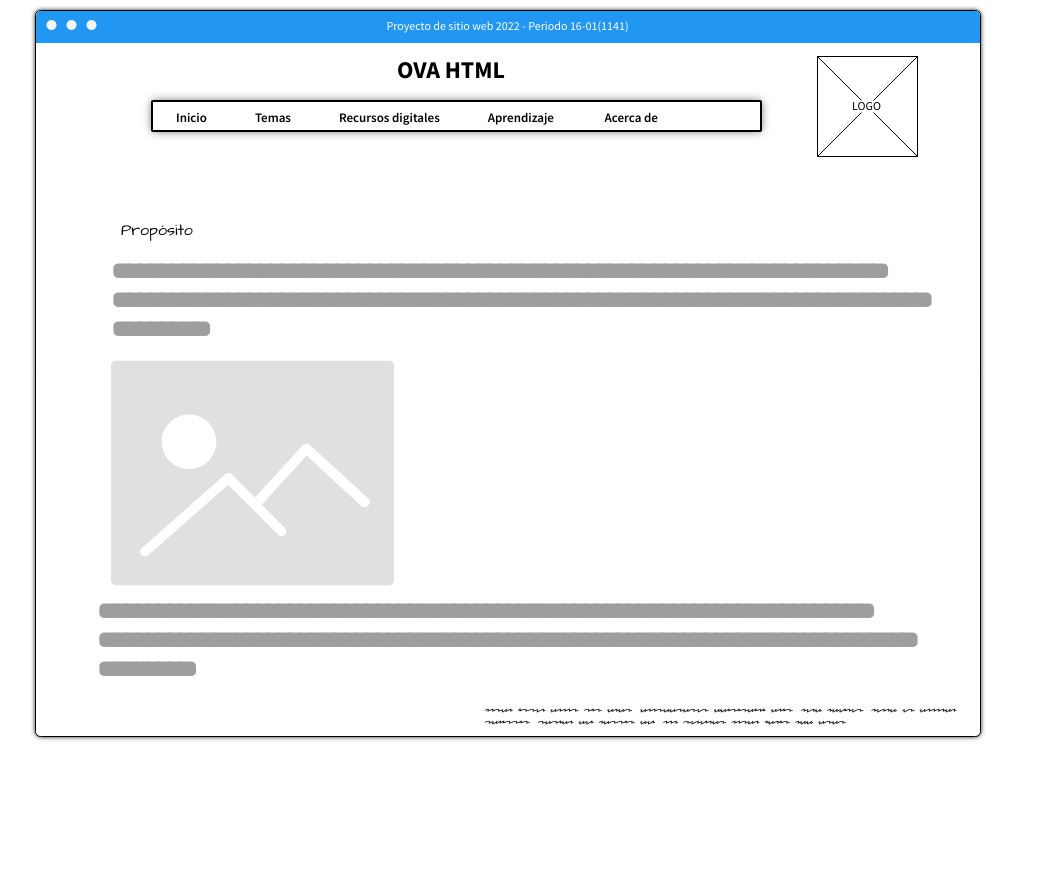 Proyecto de sitio web 2022 - Periodo 16-01(1141)
OVA HTML
LOGO
Inicio Temas Recursos digitales Aprendizaje Acerca de
Propósito